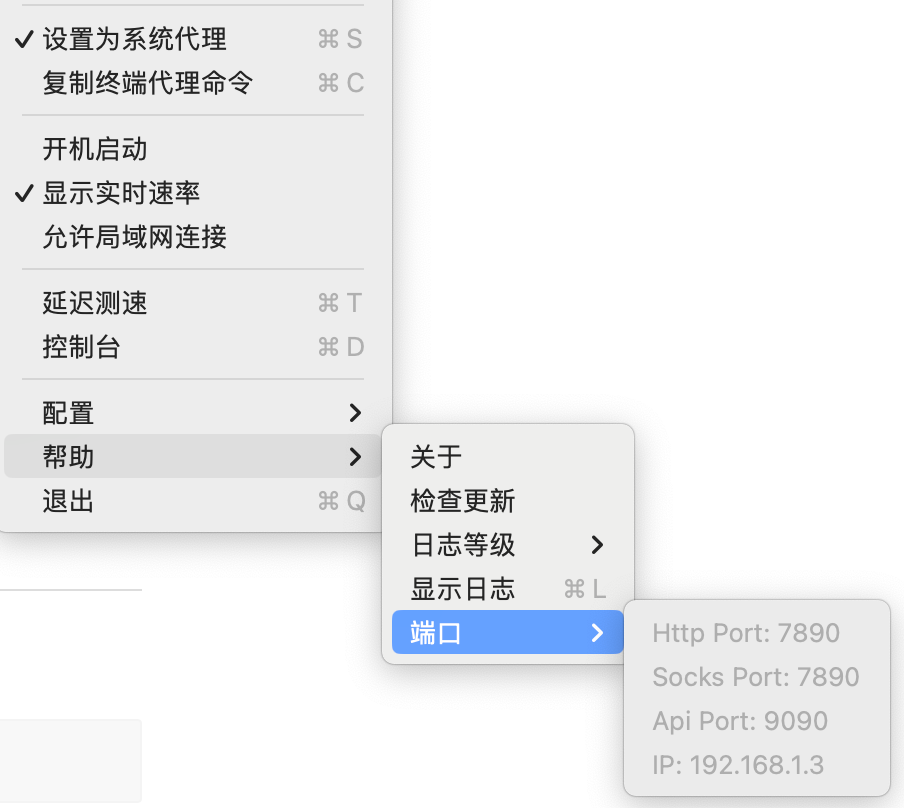 ✓ 设置为系统代理 ⌘ S
复制终端代理命令 ⌘ C
开机启动
✓ 显示实时速率
允许局域网连接
延迟测速 ⌘ T
控制台 ⌘ D
配置
帮助
退出 ⌘ Q
关于
检查更新
日志等级
显示日志 ⌘ L
端口
Http Port: 7890
Socks Port: 7890
Api Port: 9090
IP: 192.168.1.3